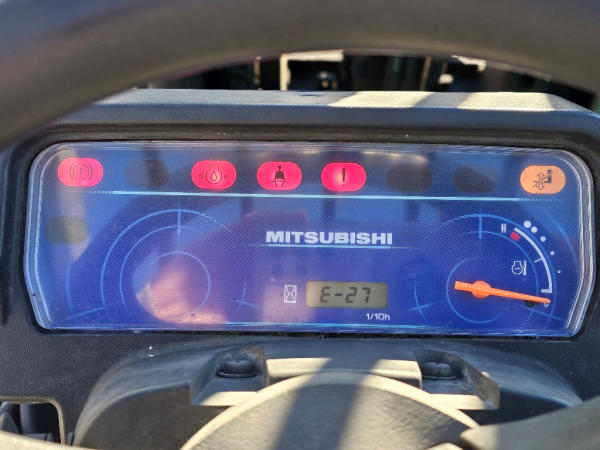 !
MITSUBISHI
H
E-27
1/10h